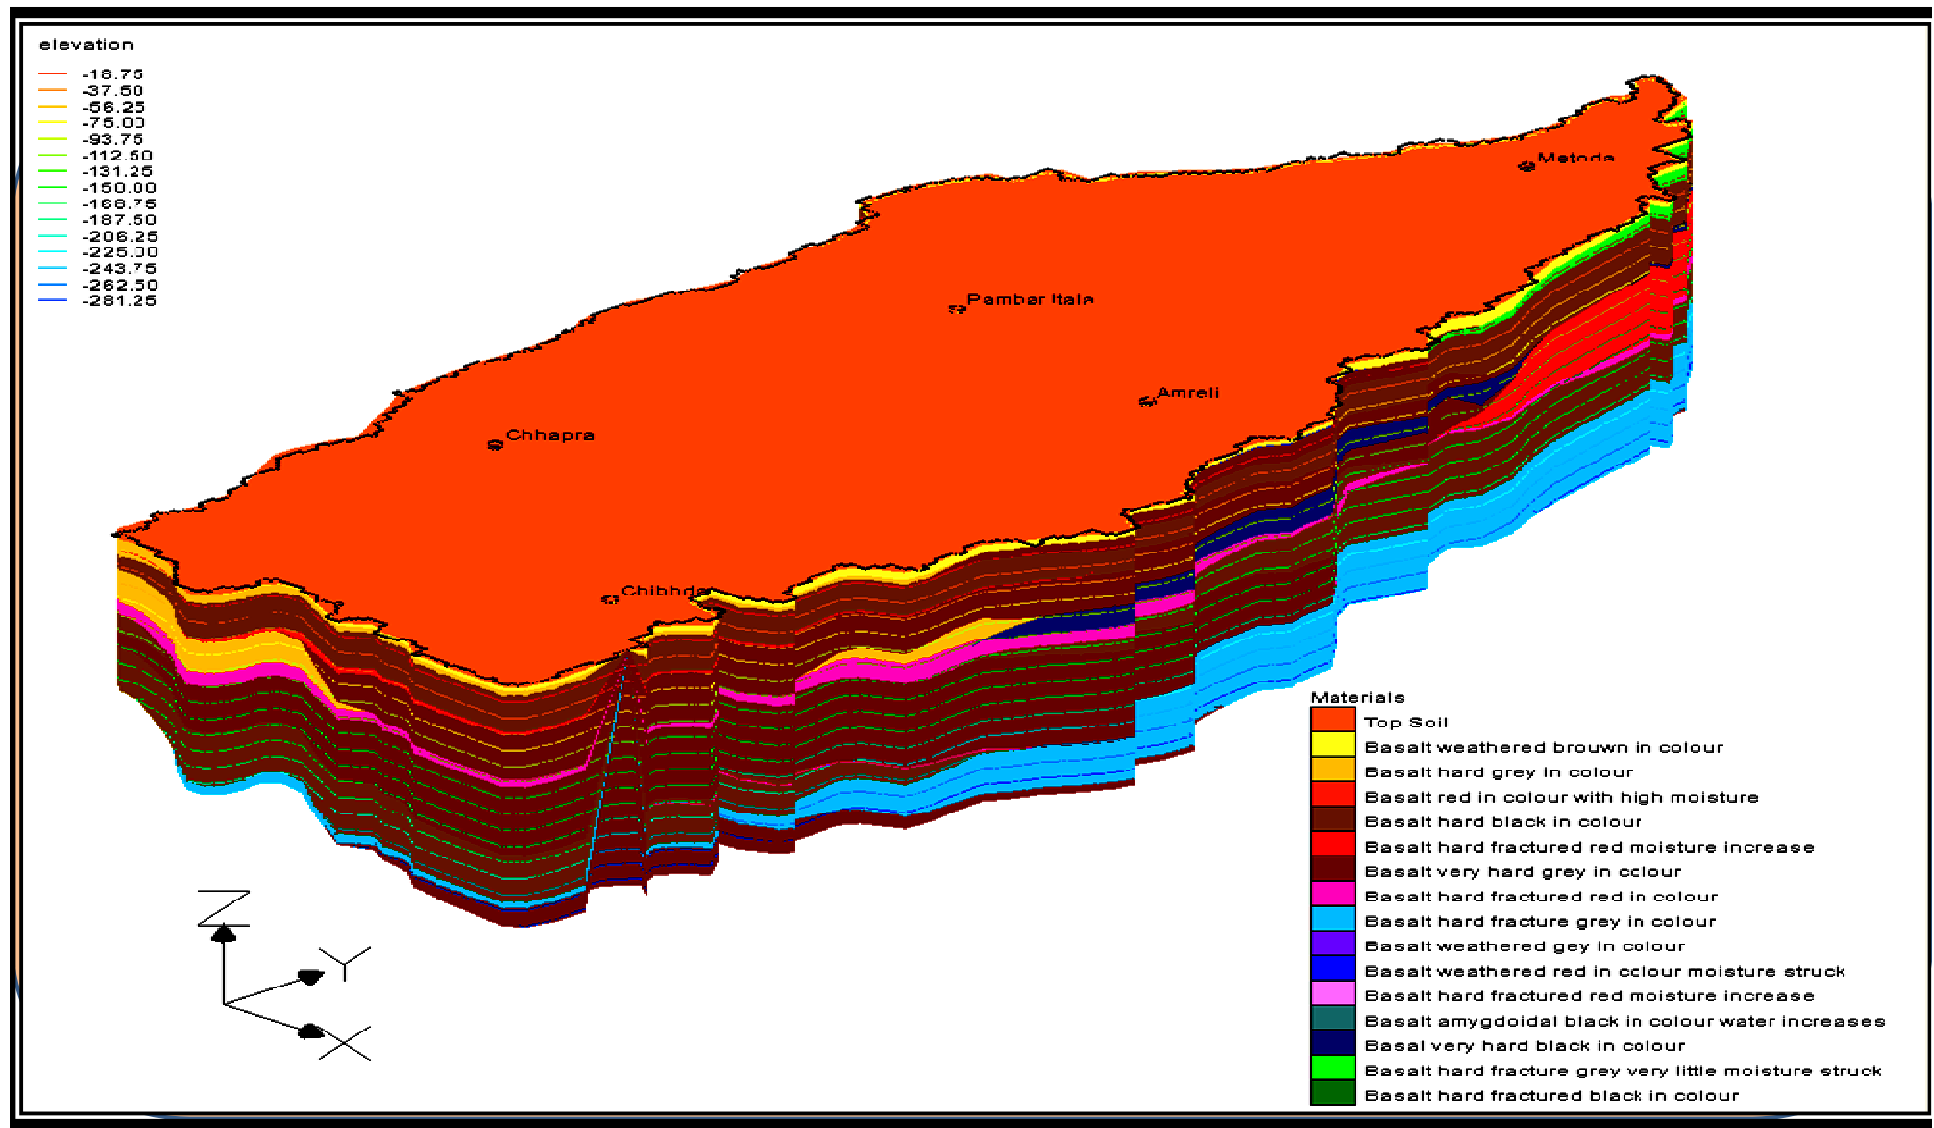 elevation
-18.75
-37.50
-56.25
-75.00
-93.75
-112.50
-131.25
-150.00
-168.75
-187.50
-206.25
-225.00
-243.75
-262.50
-281.25
Metoda
Pambar Itala
Amreli
Chhapra
Chibhda
Z
Y
X
Materials
Top Soil
Basalt weathered brouwn in colour
Basalt hard grey in colour
Basalt red in colour with high moisture
Basalt hard black in colour
Basalt hard fractured red moisture increase
Basalt very hard grey in colour
Basalt hard fractured red in colour
Basalt hard fracture grey in colour
Basalt weathered gey in colour
Basalt weathered red in colour moisture struck
Basalt hard fractured red moisture increase
Basalt amygdoidal black in colour water increases
Basal very hard black in colour
Basalt hard fracture grey very little moisture struck
Basalt hard fractured black in colour